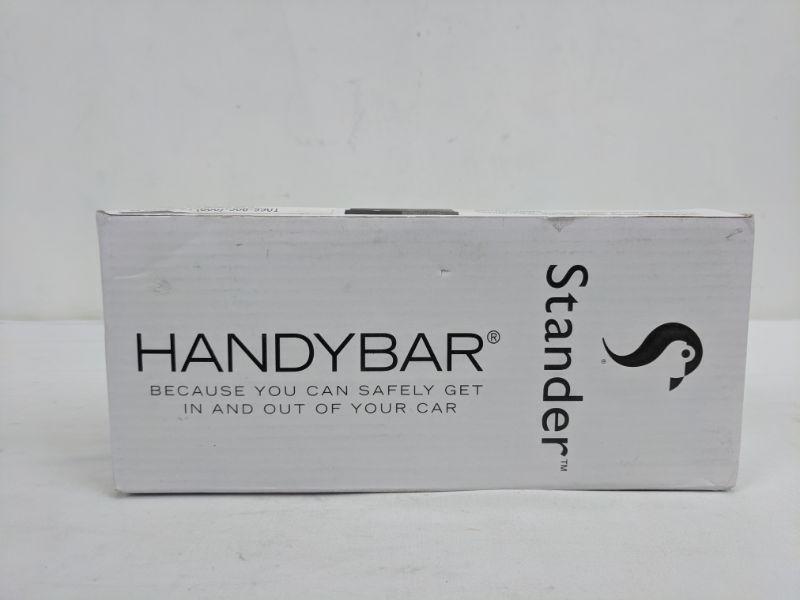 HANDYBAR®
BECAUSE YOU CAN SAFELY GET
IN AND OUT OF YOUR CAR
Stander™
®